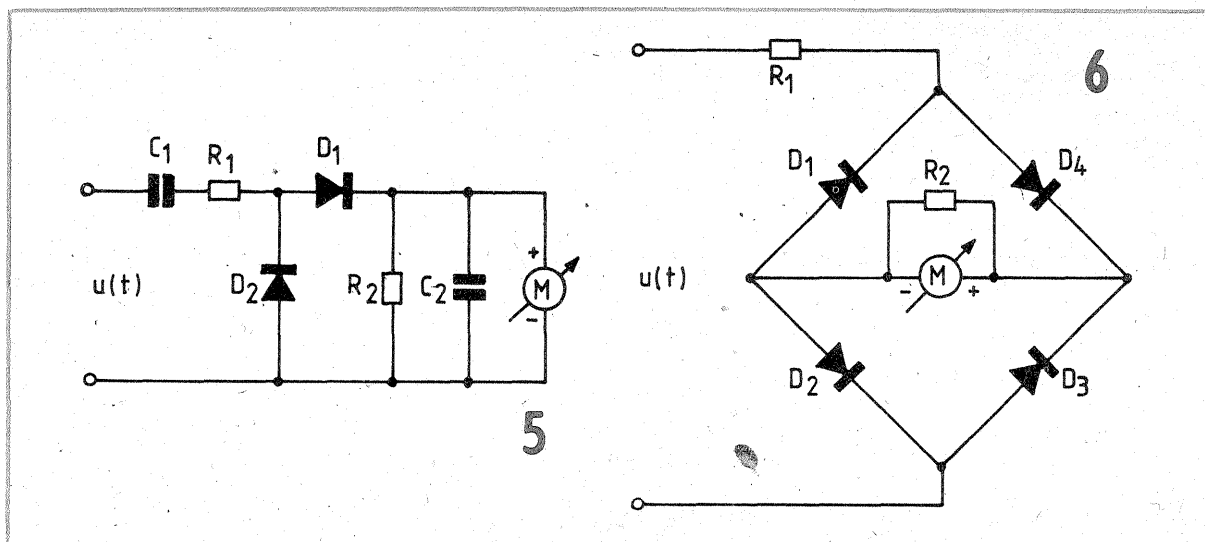 C1
R1
D1
u(t)
D2
R2
C2
+
M
-
5
R1
6
D1
D4
R2
u(t)
- M +
D2
D3